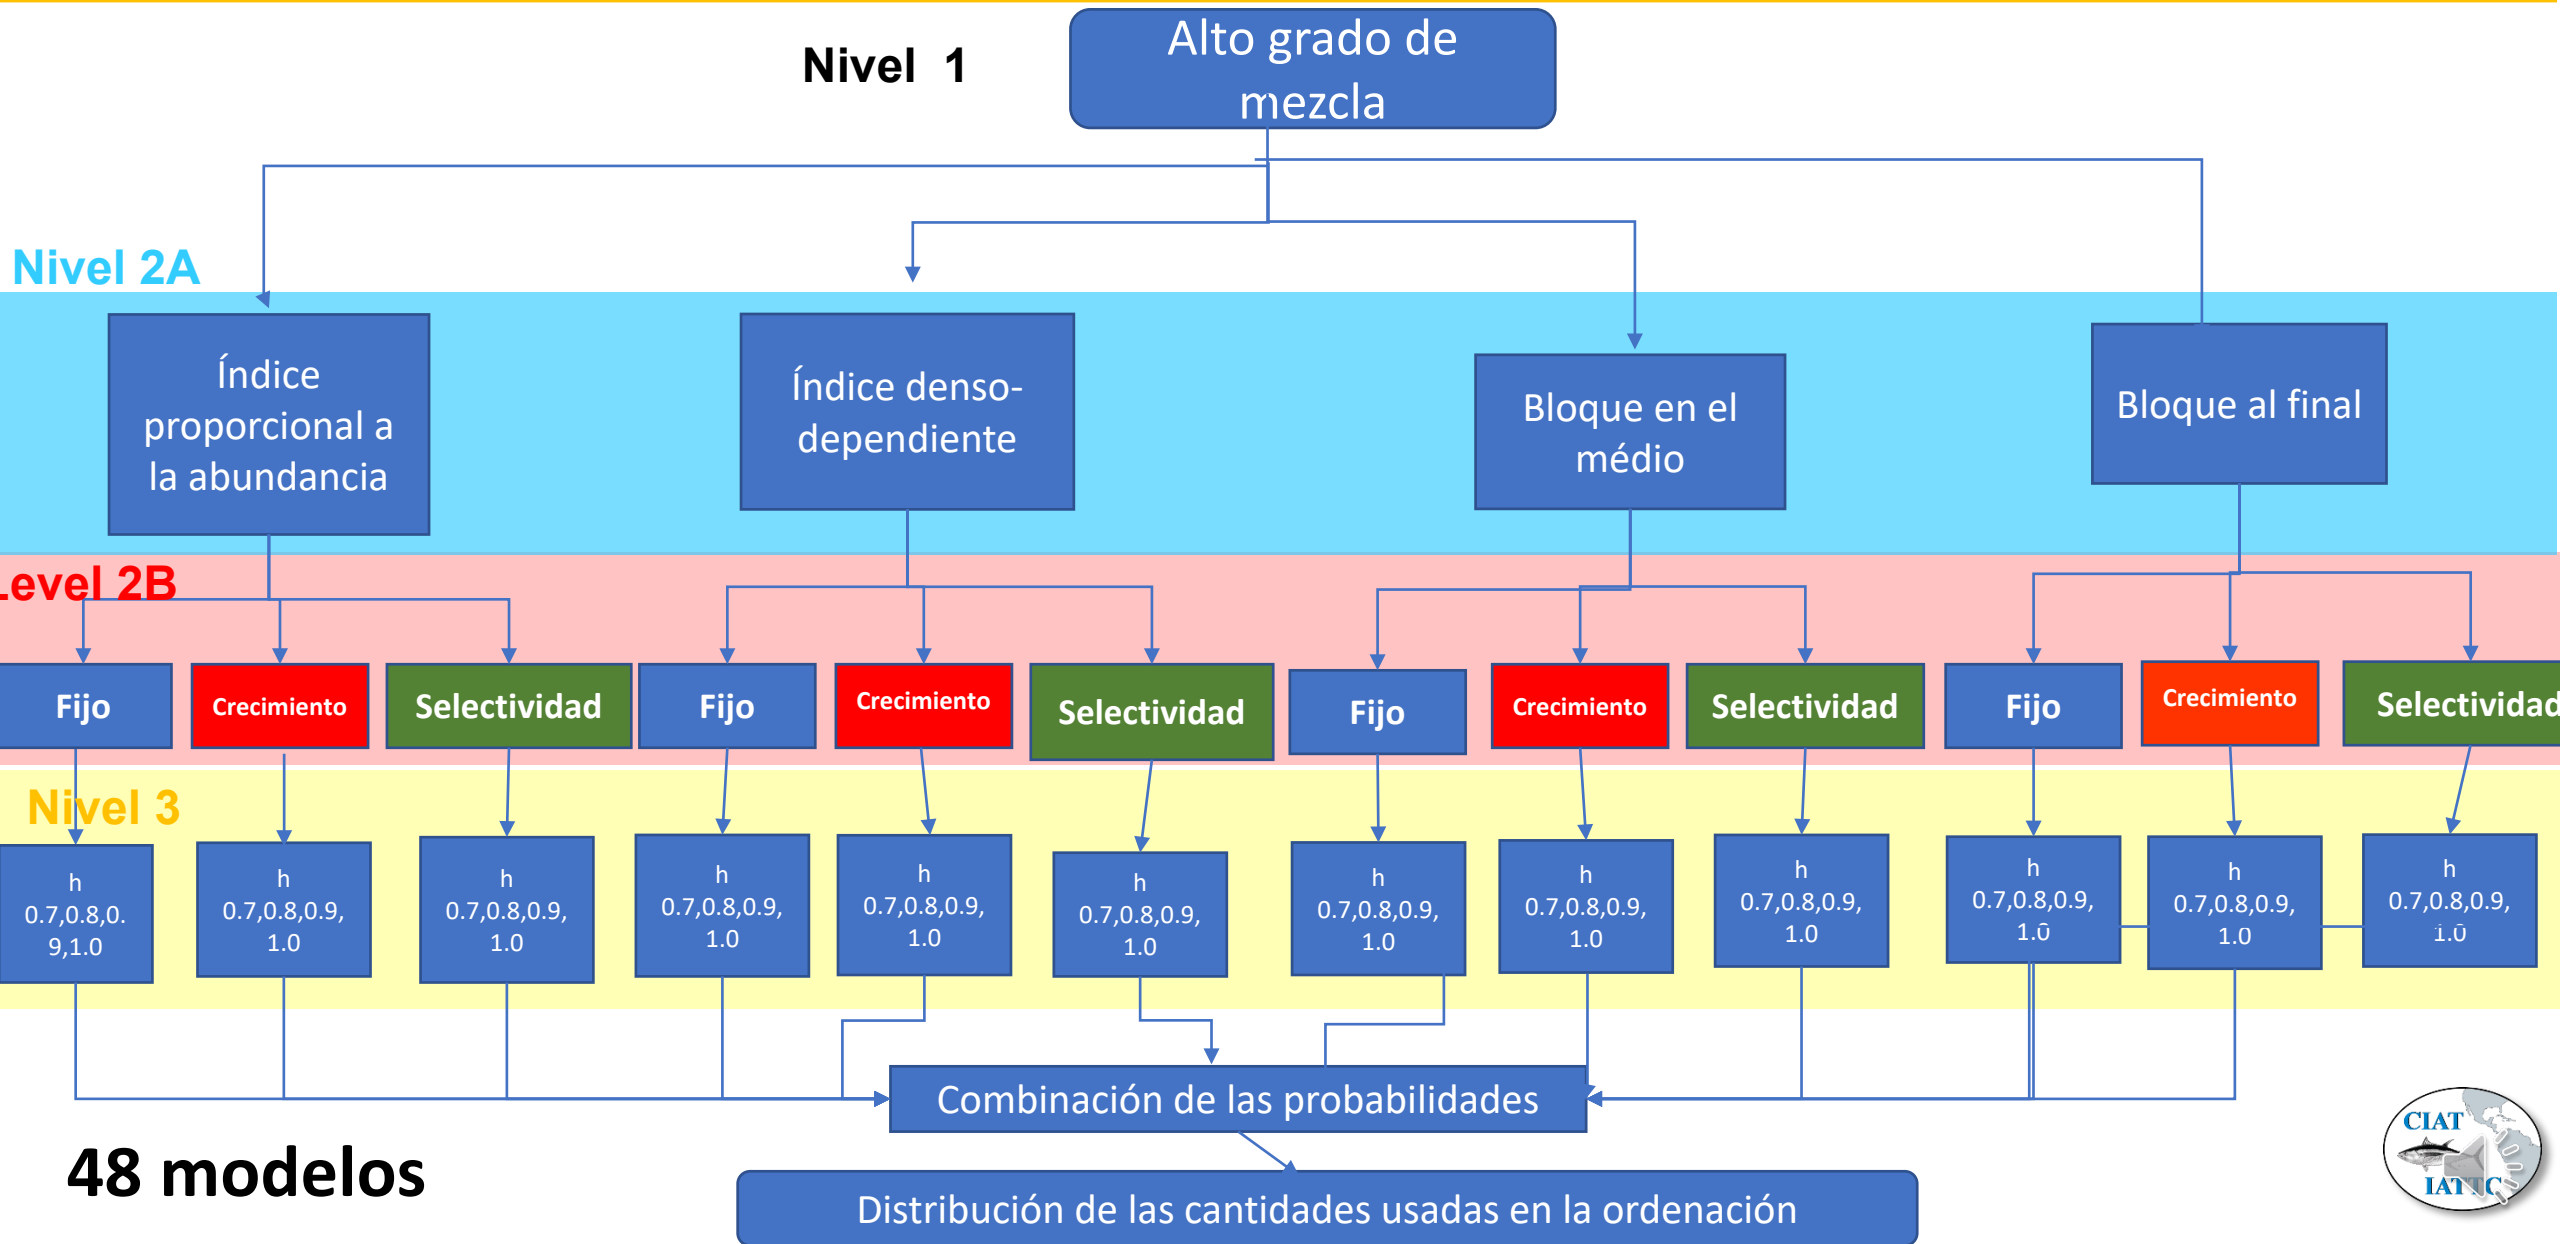 Nivel  1
Alto grado de
mezcla
Nivel 2A
Índice
proporcional a
la abundancia
Índice denso-
dependiente
Bloque en el
médio
Bloque al final
Level 2B
Fijo
Crecimiento
Selectividad
Fijo
Crecimiento
Selectividad
Fijo
Crecimiento
Selectividad
Fijo
Crecimiento
Selectividad
Nivel 3
h
0.7,0.8,0.
9,1.0
h
0.7,0.8,0.9,
1.0
h
0.7,0.8,0.9,
1.0
h
0.7,0.8,0.9,
1.0
h
0.7,0.8,0.9,
1.0
h
0.7,0.8,0.9,
1.0
h
0.7,0.8,0.9,
1.0
h
0.7,0.8,0.9,
1.0
h
0.7,0.8,0.9,
1.0
h
0.7,0.8,0.9,
1.0
h
0.7,0.8,0.9,
1.0
h
0.7,0.8,0.9,
1.0
Combinación de las probabilidades
48 modelos
Distribución de las cantidades usadas en la ordenación
CIAT
IATTC